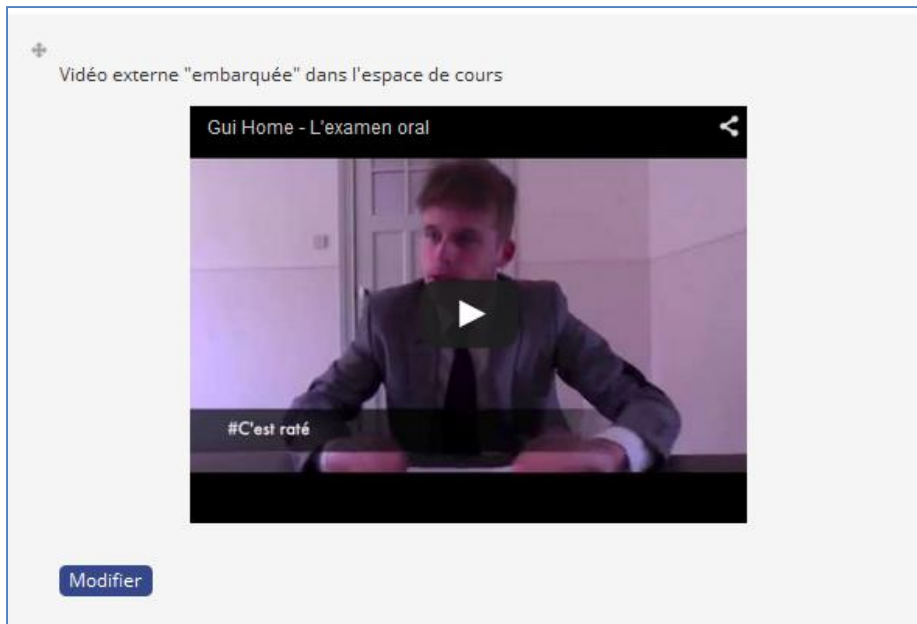 Vidéo externe "embarquée" dans l'espace de cours
Gui Home - L'examen oral
#C'est raté
Modifier